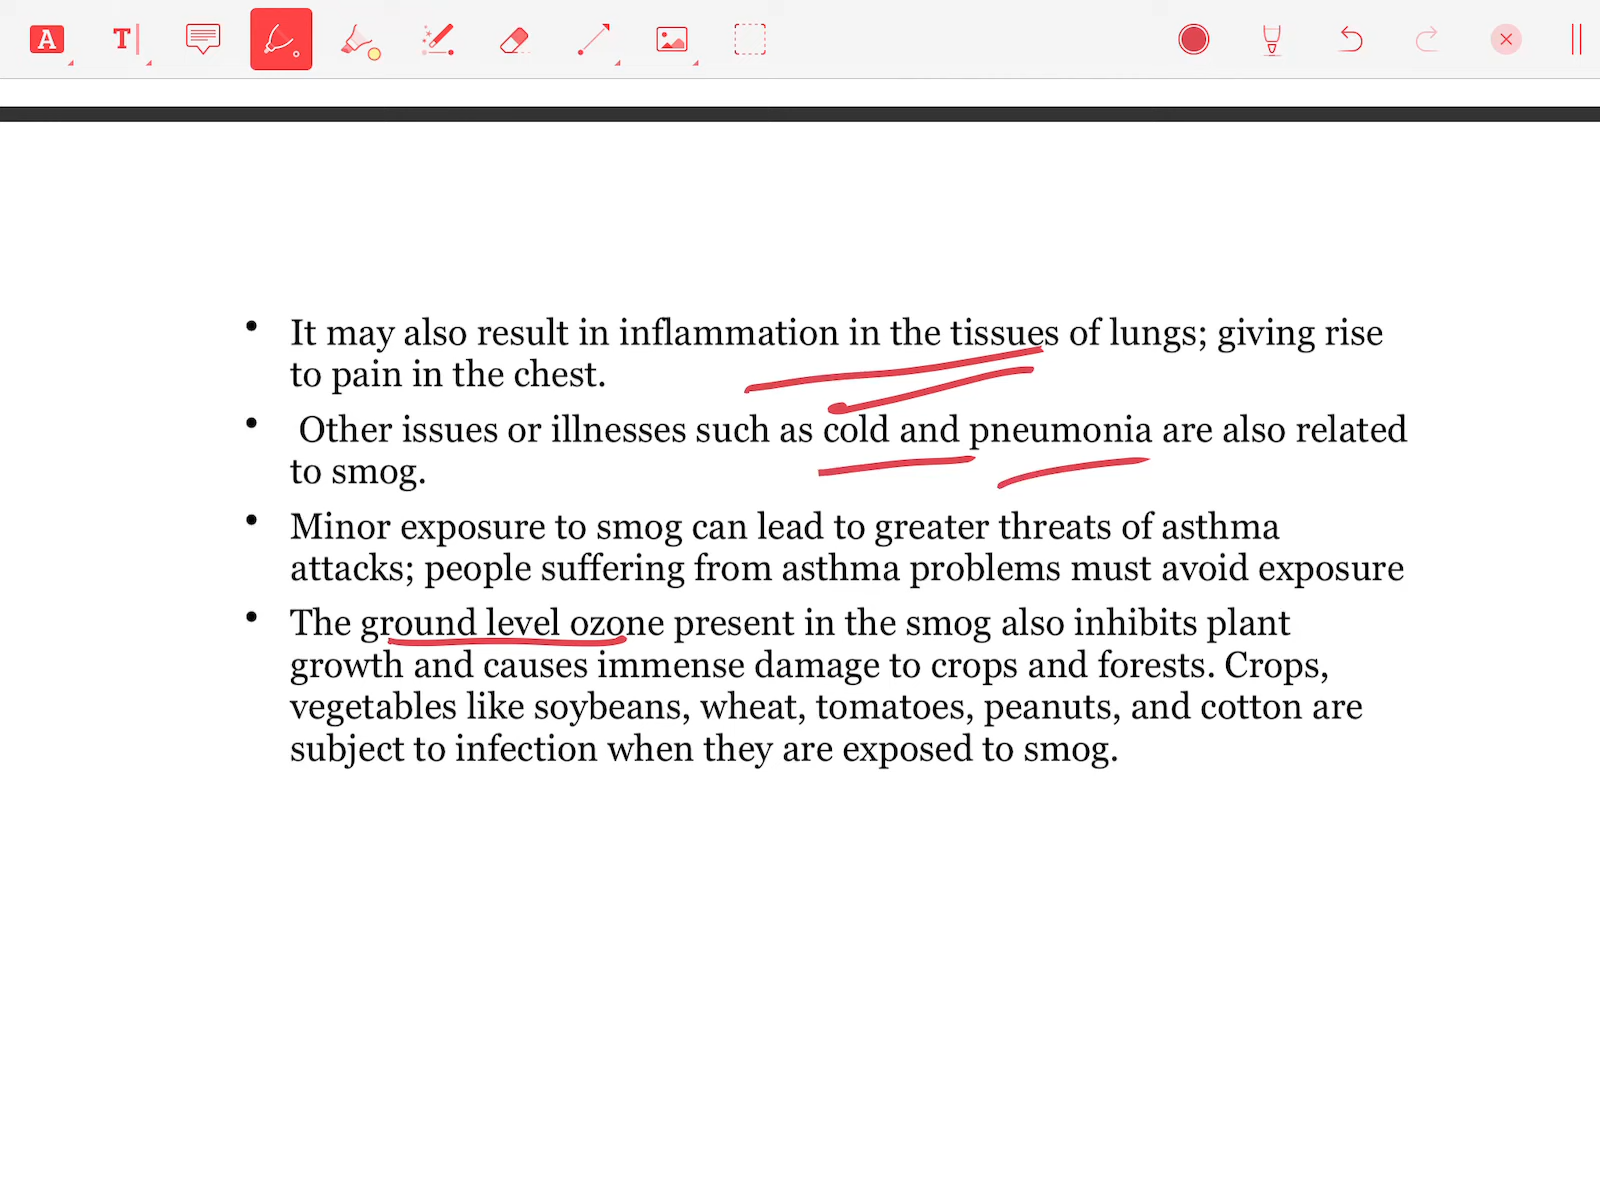 A T
• It may also result in inflammation in the tissues of lungs; giving rise
to pain in the chest.
• Other issues or illnesses such as cold and pneumonia are also related
to smog.
• Minor exposure to smog can lead to greater threats of asthma
attacks; people suffering from asthma problems must avoid exposure
• The ground level ozone present in the smog also inhibits plant
growth and causes immense damage to crops and forests. Crops,
vegetables like soybeans, wheat, tomatoes, peanuts, and cotton are
subject to infection when they are exposed to smog.